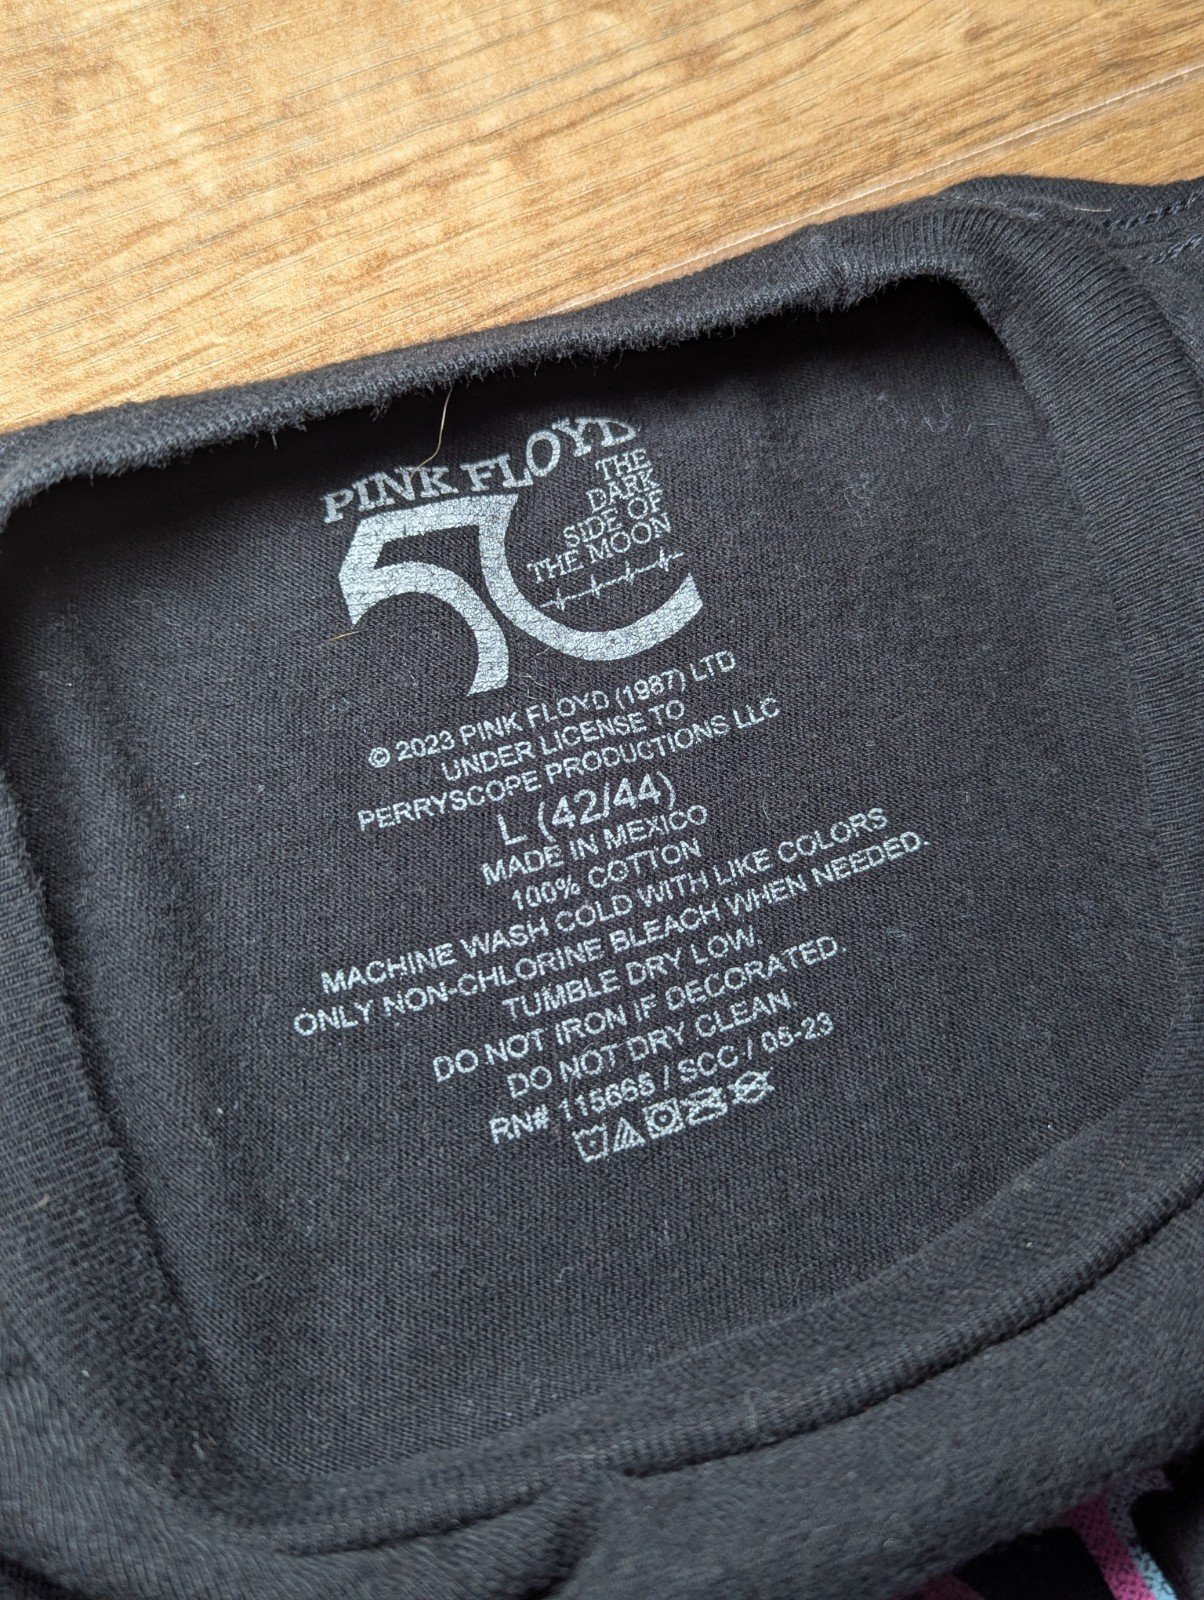 PINK FLOYD
50
THE
DARK
SIDE OF
THE MOON
© 2023 PINK FLOYD (1987) LTD
UNDER LICENSE TO
PERRYSCOPE PRODUCTIONS LLC
L (42/44)
MADE IN MEXICO
100% COTTON
MACHINE WASH COLD WITH LIKE COLORS
ONLY NON-CHLORINE BLEACH WHEN NEEDED.
TUMBLE DRY LOW.
DO NOT IRON IF DECORATED.
DO NOT DRY CLEAN.
RN# 115665 / SCC / 05-23